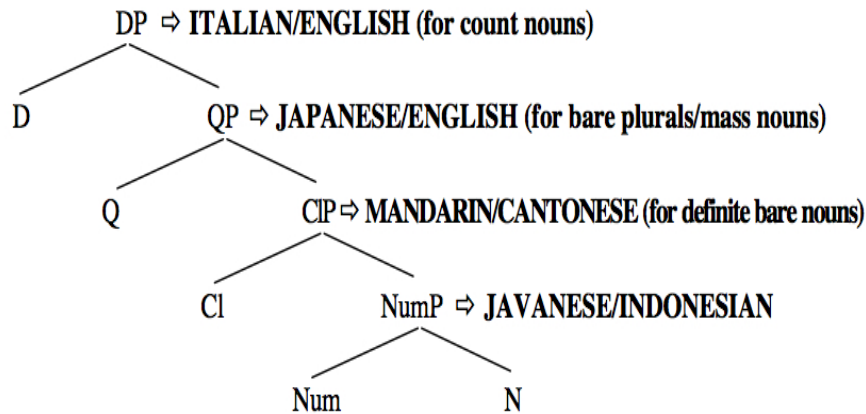 DP ⇨ ITALIAN/ENGLISH (for count nouns)
D QP ⇨ JAPANESE/ENGLISH (for bare plurals/mass nouns)
Q ClP ⇨ MANDARIN/CANTONESE (for definite bare nouns)
Cl NumP ⇨ JAVANESE/INDONESIAN
Num N